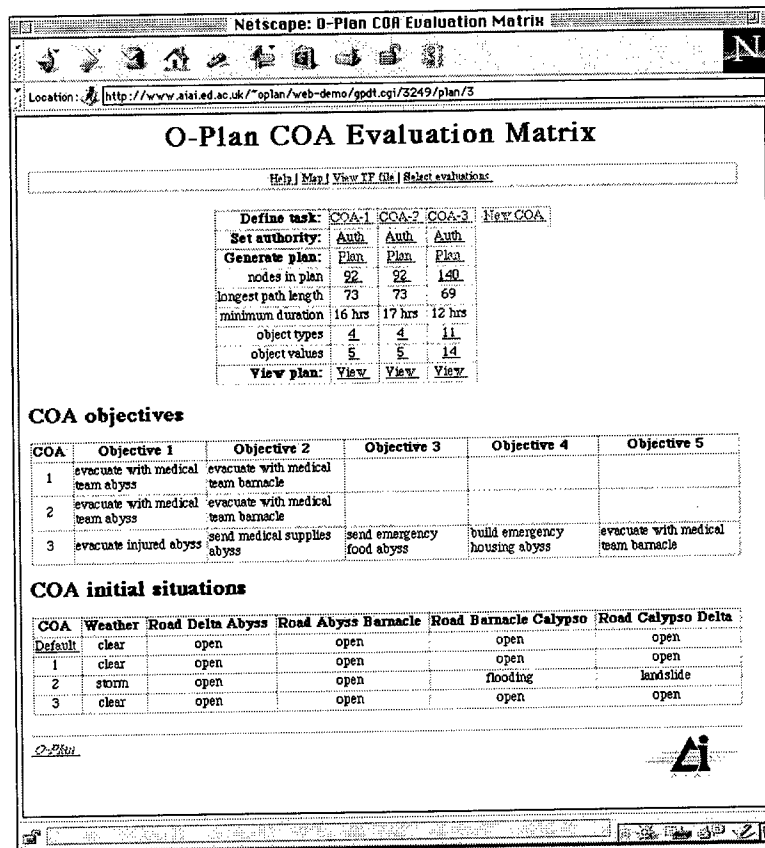 Netscape: O-Plan COA Evaluation Matrix
N
Location: http://www.aiai.ed.ac.uk/~oplan/web-demo/gpdt.cgi/3249/plan/3
O-Plan COA Evaluation Matrix
Help | Map | View TF file | Select evaluations
Define task: COA-1 COA-2 COA-3 New COA
Set authority: Auth Auth Auth
Generate plan: Plan Plan Plan
nodes in plan 92 92 140
longest path length 73 73 69
minimum duration 16 hrs 17 hrs 12 hrs
object types 4 4 11
object values 5 5 14
View plan: View View View
COA objectives
COA Objective 1 Objective 2 Objective 3 Objective 4 Objective 5
1 evacuate with medical team abyss evacuate with medical team barnacle
2 evacuate with medical team abyss evacuate with medical team barnacle
3 evacuate injured abyss send medical supplies abyss send emergency food abyss build emergency housing abyss evacuate with medical team barnacle
COA initial situations
COA Weather Road Delta Abyss Road Abyss Barnacle Road Barnacle Calypso Road Calypso Delta
Default clear open open open open
1 clear open open open open
2 storm open open flooding landslide
3 clear open open open open
O-Plan
Ai